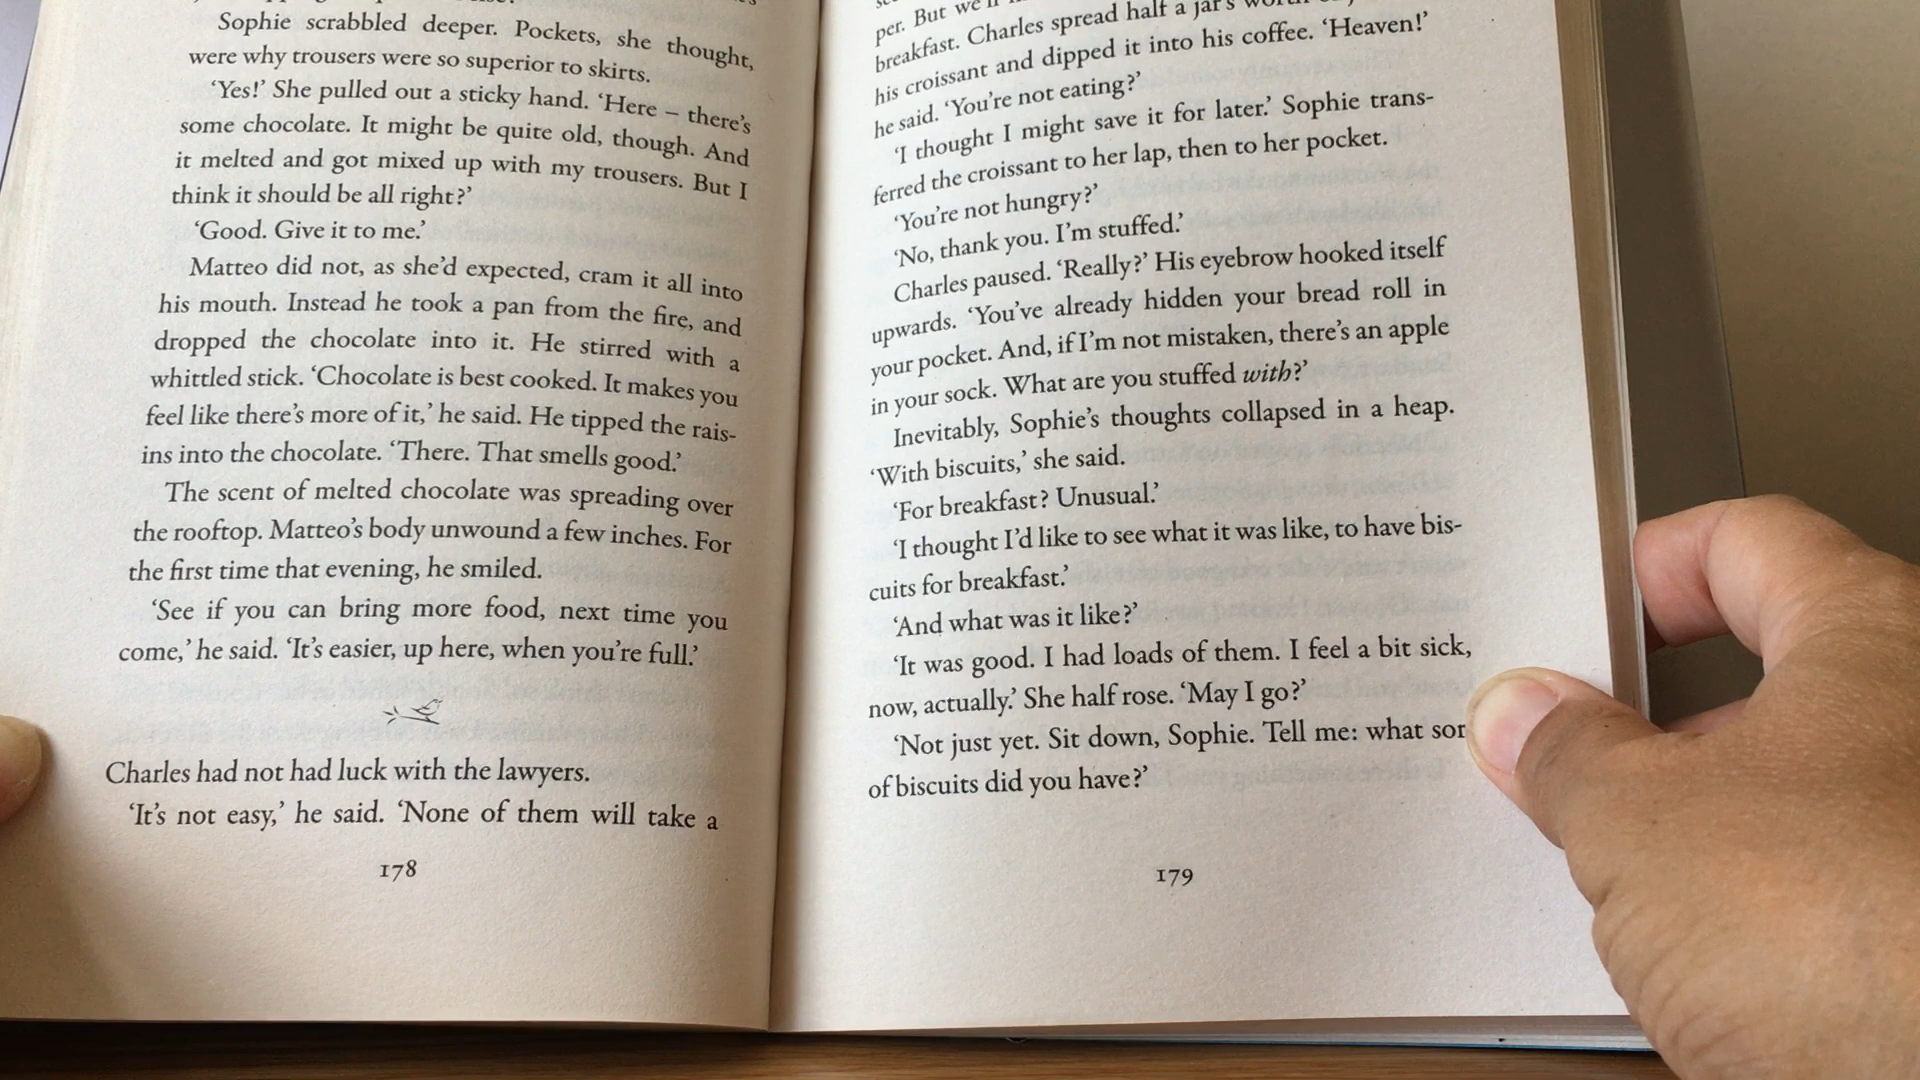 Sophie scrabbled deeper. Pockets, she thought,
were why trousers were so superior to skirts.
‘Yes!’ She pulled out a sticky hand. ‘Here – there’s
some chocolate. It might be quite old, though. And
it melted and got mixed up with my trousers. But I
think it should be all right?’
‘Good. Give it to me.’
Matteo did not, as she’d expected, cram it all into
his mouth. Instead he took a pan from the fire, and
dropped the chocolate into it. He stirred with a
whittled stick. ‘Chocolate is best cooked. It makes you
feel like there’s more of it,’ he said. He tipped the rais-
ins into the chocolate. ‘There. That smells good.’
The scent of melted chocolate was spreading over
the rooftop. Matteo’s body unwound a few inches. For
the first time that evening, he smiled.
‘See if you can bring more food, next time you
come,’ he said. ‘It’s easier, up here, when you’re full.’
Charles had not had luck with the lawyers.
‘It’s not easy,’ he said. ‘None of them will take a
178
per. But we’ll
breakfast. Charles spread half a jar’s worth
his croissant and dipped it into his coffee. ‘Heaven!’
he said. ‘You’re not eating?’
‘I thought I might save it for later.’ Sophie trans-
ferred the croissant to her lap, then to her pocket.
‘You’re not hungry?’
‘No, thank you. I’m stuffed.’
Charles paused. ‘Really?’ His eyebrow hooked itself
upwards. ‘You’ve already hidden your bread roll in
your pocket. And, if I’m not mistaken, there’s an apple
in your sock. What are you stuffed with?’
Inevitably, Sophie’s thoughts collapsed in a heap.
‘With biscuits,’ she said.
‘For breakfast? Unusual.’
‘I thought I’d like to see what it was like, to have bis-
cuits for breakfast.’
‘And what was it like?’
‘It was good. I had loads of them. I feel a bit sick,
now, actually.’ She half rose. ‘May I go?’
‘Not just yet. Sit down, Sophie. Tell me: what sor
of biscuits did you have?’
179